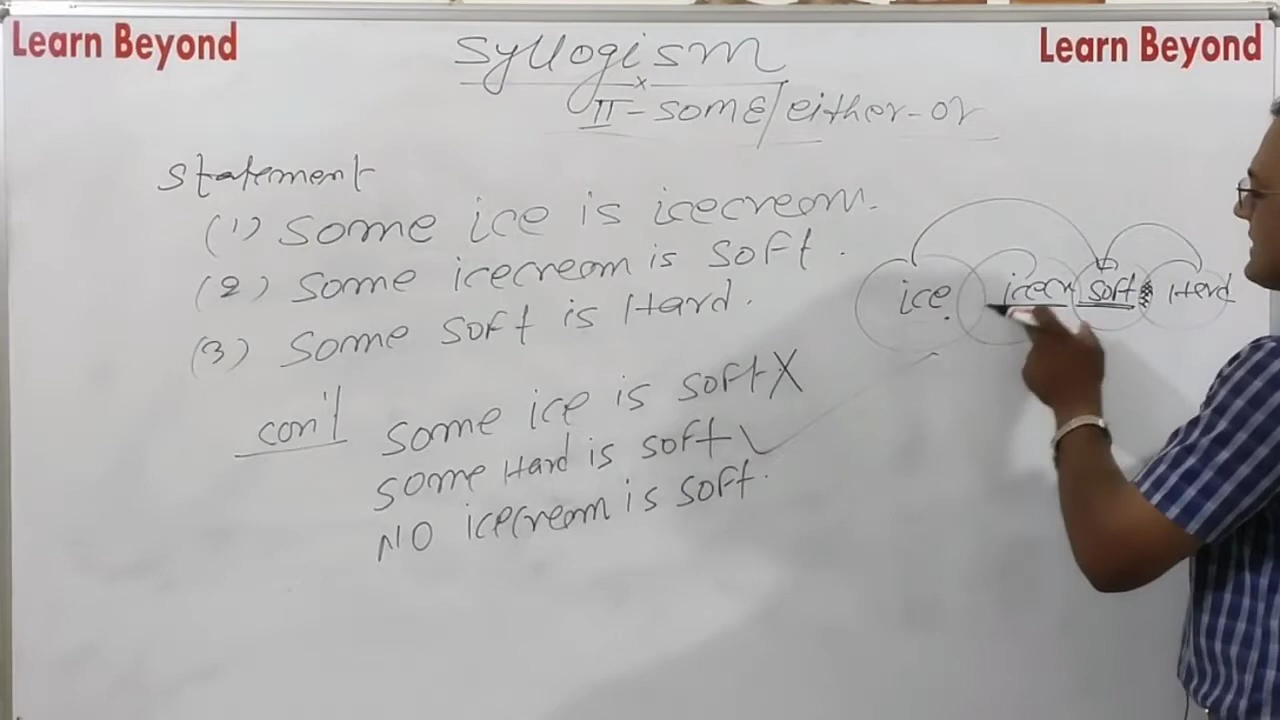 Learn Beyond
Learn Beyond
Syllogism
II - some/either-or
Statement
(1) Some ice is icecream.
(2) Some icecream is soft.
(3) Some soft is Hard.
con'l
Some ice is soft X
Some Hard is soft ✓
NO icecream is soft.
ice icecr soft Hard